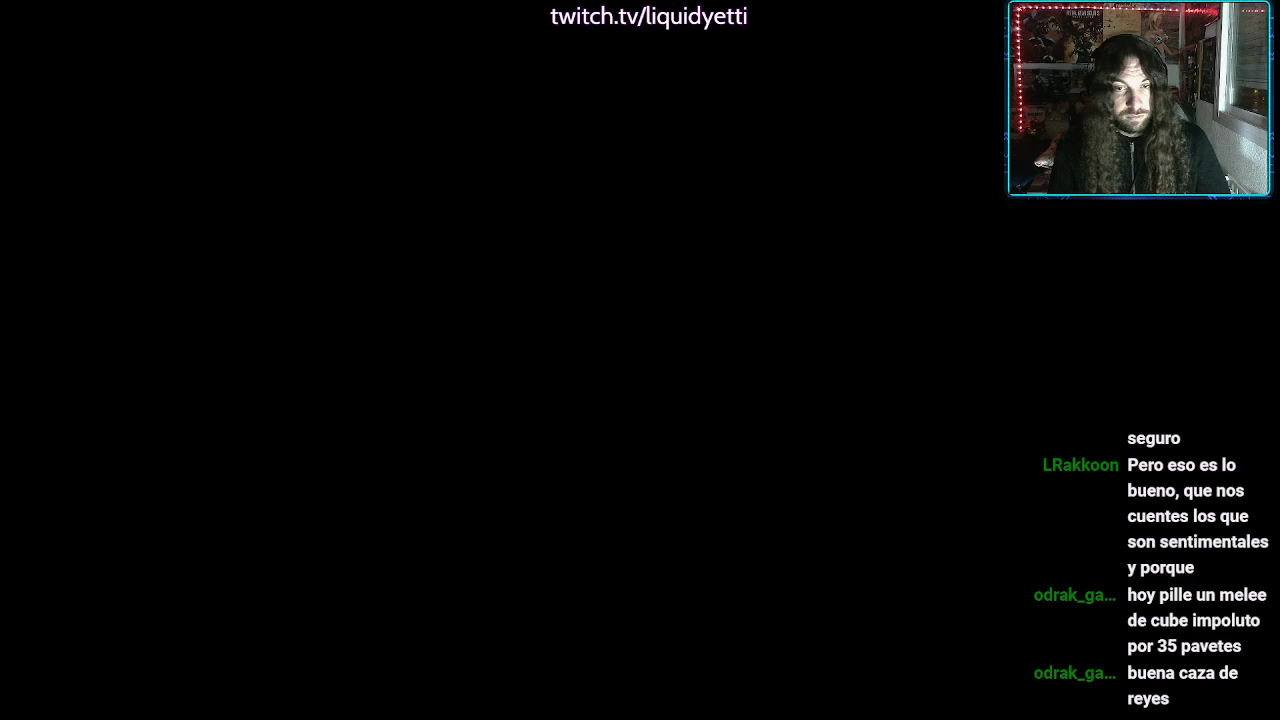 twitch.tv/liquidyetti
seguro
LRakkoon Pero eso es lo
bueno, que nos
cuentes los que
son sentimentales
y porque
odrak_ga... hoy pille un melee
de cube impoluto
por 35 pavetes
odrak_ga... buena caza de
reyes